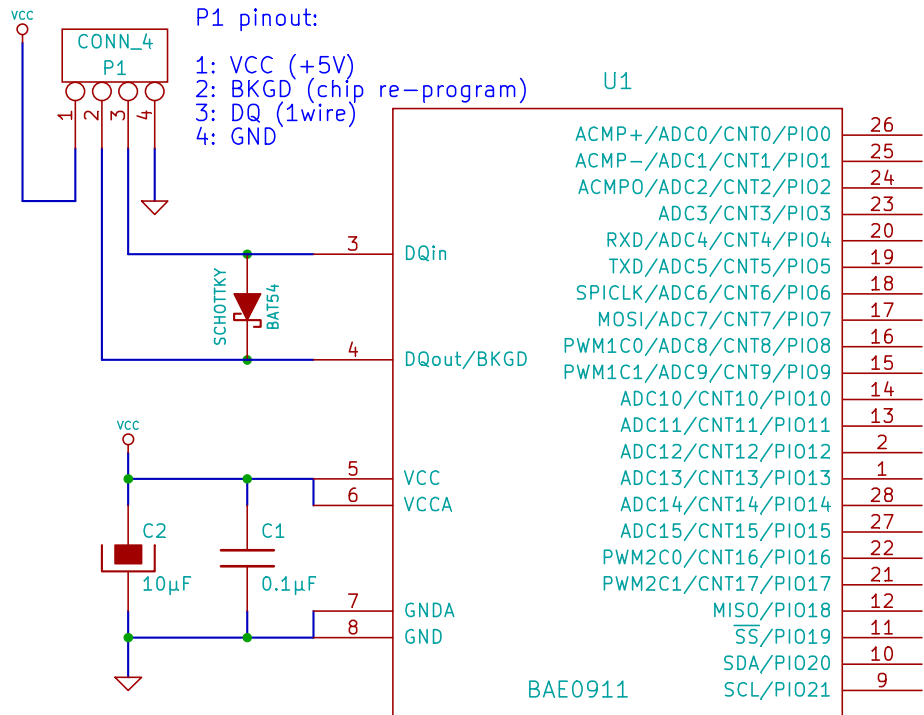 vcc
P1 pinout:
CONN_4
P1
1: VCC (+5V)
2: BKGD (chip re-program)
3: DQ (1wire)
4: GND
1
2
3
4
U1
ACMP+/ADC0/CNT0/PIO0 26
ACMP-/ADC1/CNT1/PIO1 25
ACMPO/ADC2/CNT2/PIO2 24
ADC3/CNT3/PIO3 23
RXD/ADC4/CNT4/PIO4 20
TXD/ADC5/CNT5/PIO5 19
SPICLK/ADC6/CNT6/PIO6 18
MOSI/ADC7/CNT7/PIO7 17
PWM1C0/ADC8/CNT8/PIO8 16
PWM1C1/ADC9/CNT9/PIO9 15
ADC10/CNT10/PIO10 14
ADC11/CNT11/PIO11 13
ADC12/CNT12/PIO12 2
ADC13/CNT13/PIO13 1
ADC14/CNT14/PIO14 28
ADC15/CNT15/PIO15 27
PWM2C0/CNT16/PIO16 22
PWM2C1/CNT17/PIO17 21
MISO/PIO18 12
SS/PIO19 11
SDA/PIO20 10
SCL/PIO21 9
3 DQin
SCHOTTKY
BAT54
4 DQout/BKGD
vcc
5 VCC
6 VCCA
C2
10µF
C1
0.1µF
7 GNDA
8 GND
BAE0911